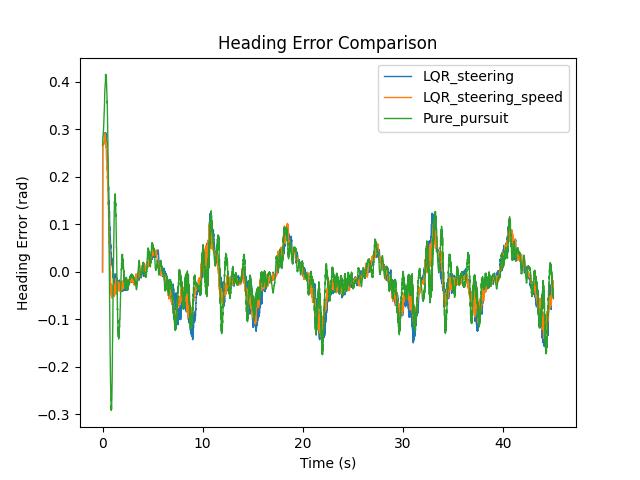 Heading Error Comparison
LQR_steering
LQR_steering_speed
Pure_pursuit
Heading Error (rad)
0.4
0.3
0.2
0.1
0.0
−0.1
−0.2
−0.3
0 10 20 30 40
Time (s)